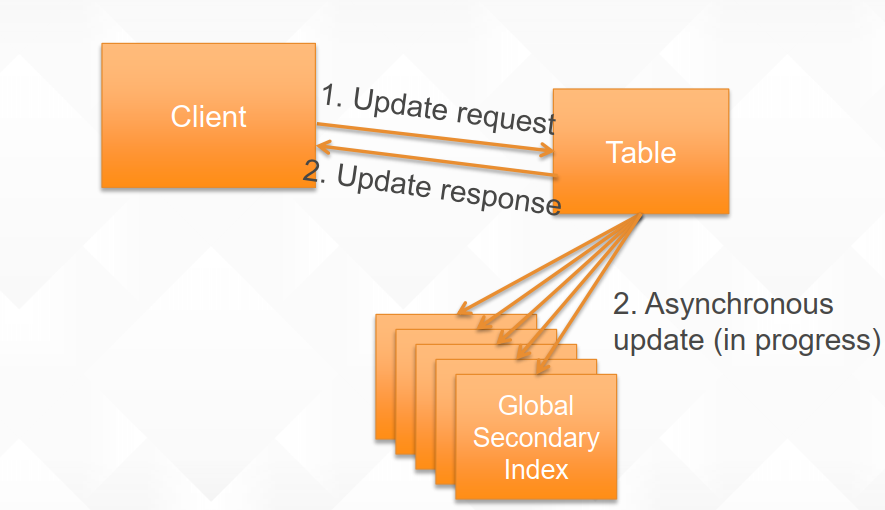 Client
1. Update request
Table
2. Update response
2. Asynchronous
update (in progress)
Global
Secondary
Index